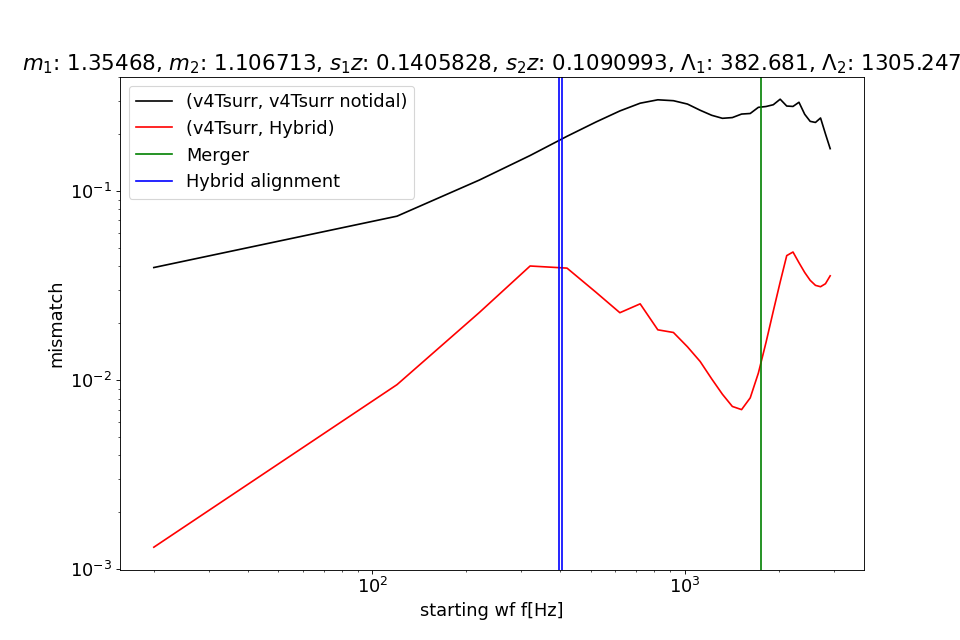 m₁: 1.35468, m₂: 1.106713, s₁z: 0.1405828, s₂z: 0.1090993, Λ₁: 382.681, Λ₂: 1305.247
(v4Tsurr, v4Tsurr notidal)
(v4Tsurr, Hybrid)
Merger
Hybrid alignment
mismatch
10⁻¹
10⁻²
10⁻³
10² 10³
starting wf f[Hz]